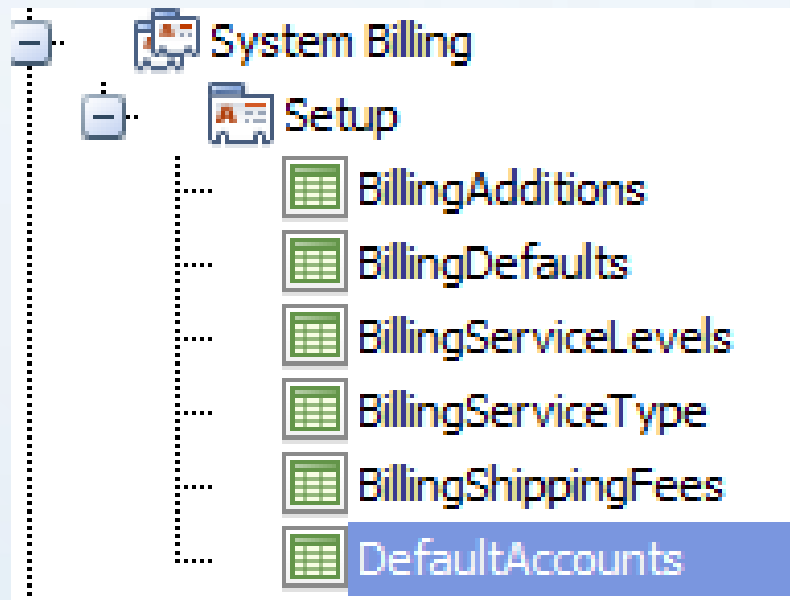 System Billing
Setup
BillingAdditions
BillingDefaults
BillingServiceLevels
BillingServiceType
BillingShippingFees
DefaultAccounts